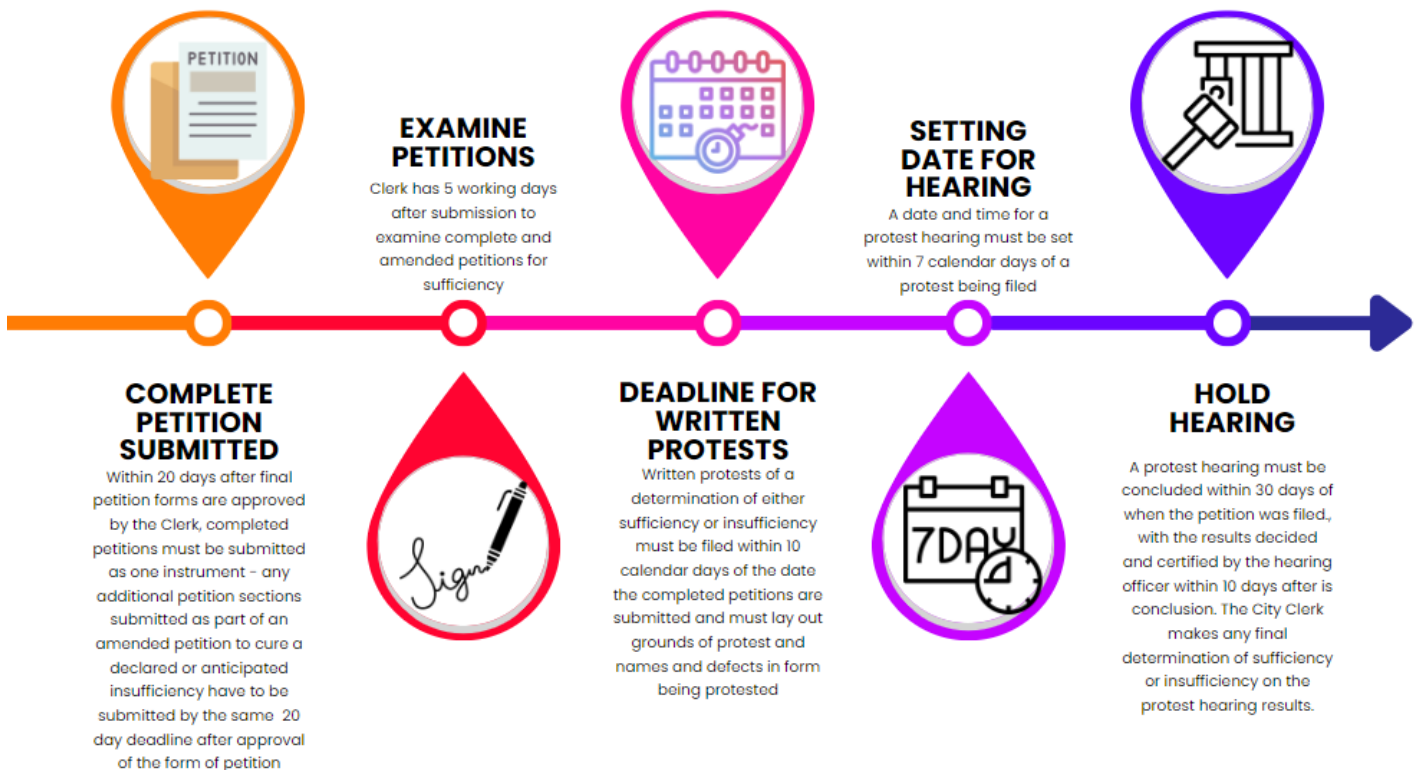 PETITION
COMPLETE
PETITION
SUBMITTED
Within 20 days after final
petition forms are approved
by the Clerk, completed
petitions must be submitted
as one instrument - any
additional petition sections
submitted as part of an
amended petition to cure a
declared or anticipated
insufficiency have to be
submitted by the same 20
day deadline after approval
of the form of petition
EXAMINE
PETITIONS
Clerk has 5 working days
after submission to
examine complete and
amended petitions for
sufficiency
Sign
DEADLINE FOR
WRITTEN
PROTESTS
Written protests of a
determination of either
sufficiency or insufficiency
must be filed within 10
calendar days of the date
the completed petitions are
submitted and must lay out
grounds of protest and
names and defects in form
being protested
SETTING
DATE FOR
HEARING
A date and time for a
protest hearing must be set
within 7 calendar days of a
protest being filed
7DAY
HOLD
HEARING
A protest hearing must be
concluded within 30 days of
when the petition was filed.,
with the results decided
and certified by the hearing
officer within 10 days after is
conclusion. The City Clerk
makes any final
determination of sufficiency
or insufficiency on the
protest hearing results.